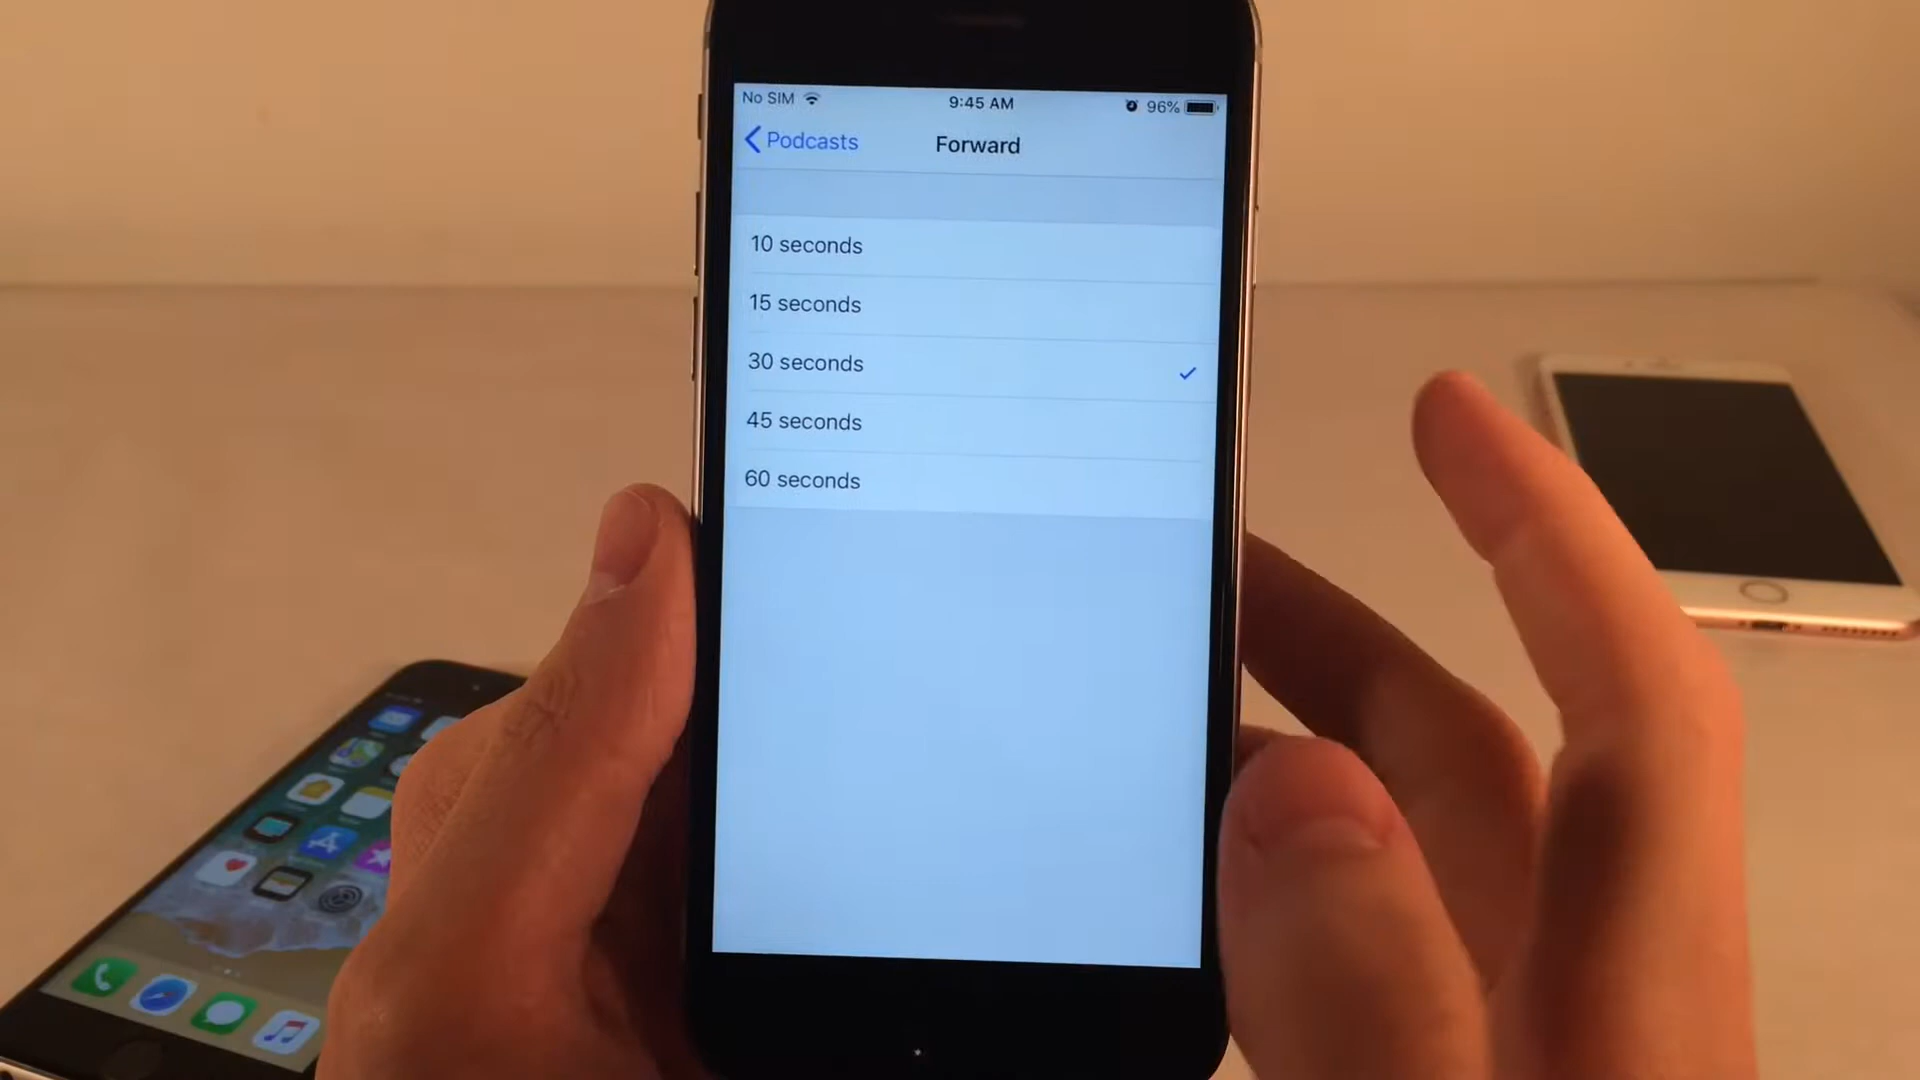 No SIM 9:45 AM 96%
Podcasts Forward
10 seconds
15 seconds
30 seconds
45 seconds
60 seconds